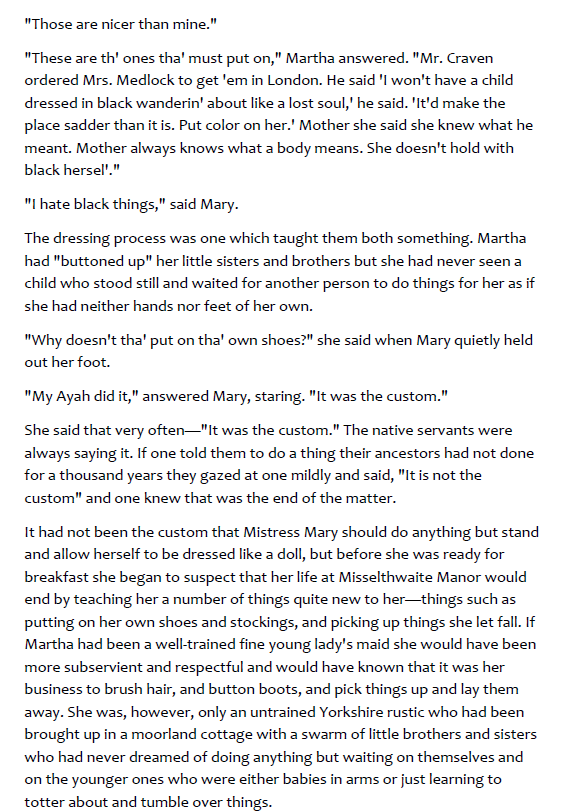 "Those are nicer than mine."
"These are th' ones tha' must put on," Martha answered. "Mr. Craven
ordered Mrs. Medlock to get 'em in London. He said 'I won't have a child
dressed in black wanderin' about like a lost soul,' he said. 'It'd make the
place sadder than it is. Put color on her.' Mother she said she knew what he
meant. Mother always knows what a body means. She doesn't hold with
black hersel'."
"I hate black things," said Mary.
The dressing process was one which taught them both something. Martha
had "buttoned up" her little sisters and brothers but she had never seen a
child who stood still and waited for another person to do things for her as if
she had neither hands nor feet of her own.
"Why doesn't tha' put on tha' own shoes?" she said when Mary quietly held
out her foot.
"My Ayah did it," answered Mary, staring. "It was the custom."
She said that very often—"It was the custom." The native servants were
always saying it. If one told them to do a thing their ancestors had not done
for a thousand years they gazed at one mildly and said, "It is not the
custom" and one knew that was the end of the matter.
It had not been the custom that Mistress Mary should do anything but stand
and allow herself to be dressed like a doll, but before she was ready for
breakfast she began to suspect that her life at Misselthwaite Manor would
end by teaching her a number of things quite new to her—things such as
putting on her own shoes and stockings, and picking up things she let fall. If
Martha had been a well-trained fine young lady's maid she would have been
more subservient and respectful and would have known that it was her
business to brush hair, and button boots, and pick things up and lay them
away. She was, however, only an untrained Yorkshire rustic who had been
brought up in a moorland cottage with a swarm of little brothers and sisters
who had never dreamed of doing anything but waiting on themselves and
on the younger ones who were either babies in arms or just learning to
totter about and tumble over things.